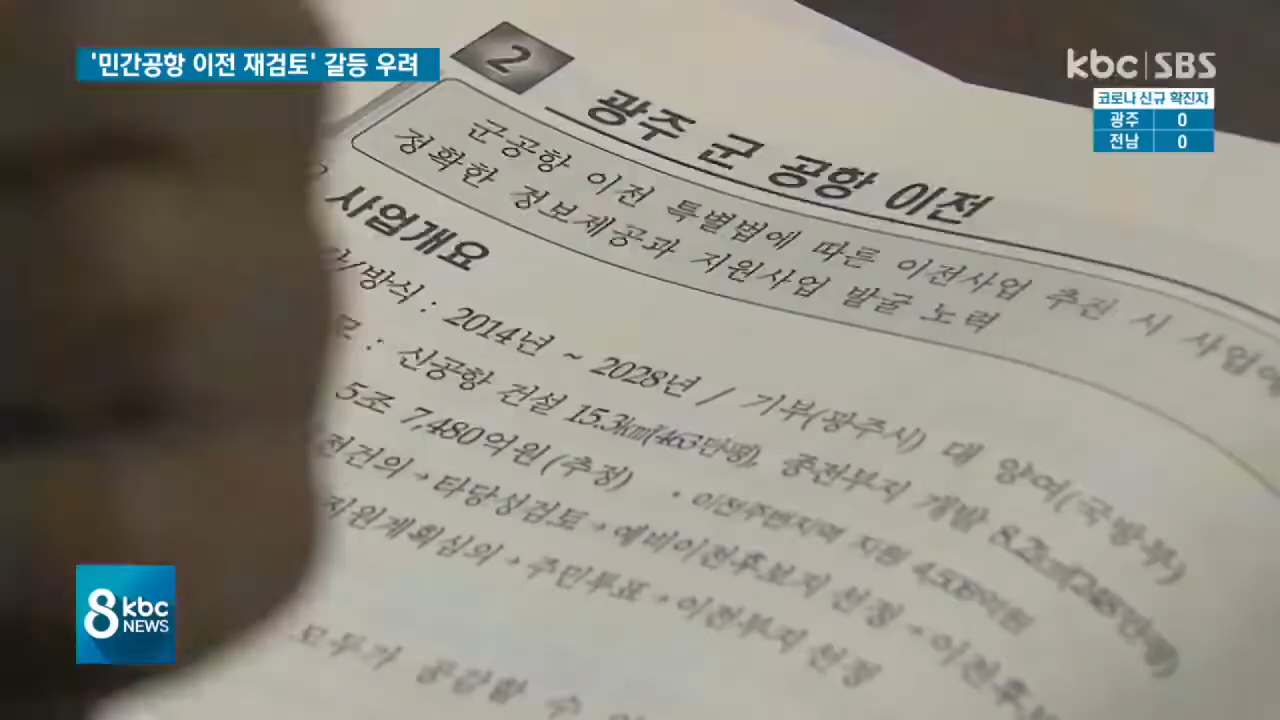 '민간공항 이전 재검토' 갈등 우려
kbc SBS
코로나 신규 확진자
광주 0
전남 0
2
광주 군 공항 이전
군공항 이전 특별법에 따른 이전사업 추진 시 사업에
정확한 정보제공과 지원사업 발굴 노력
사업개요
/방식 : 2014년 ~ 2028년 / 기부(광주시) 대 양여(국방부)
모 : 신공항 건설 15.3㎢(463만평), 종전부지 개발 8.2㎢(248만평)
5조 7,480억원(추정) · 이전주변지역 지원 4,508억원
전건의→타당성검토→예비이전후보지 선정→이전후보
지원계획심의→주민투표→이전부지 선정
모두가 공감할 수
8 kbc NEWS